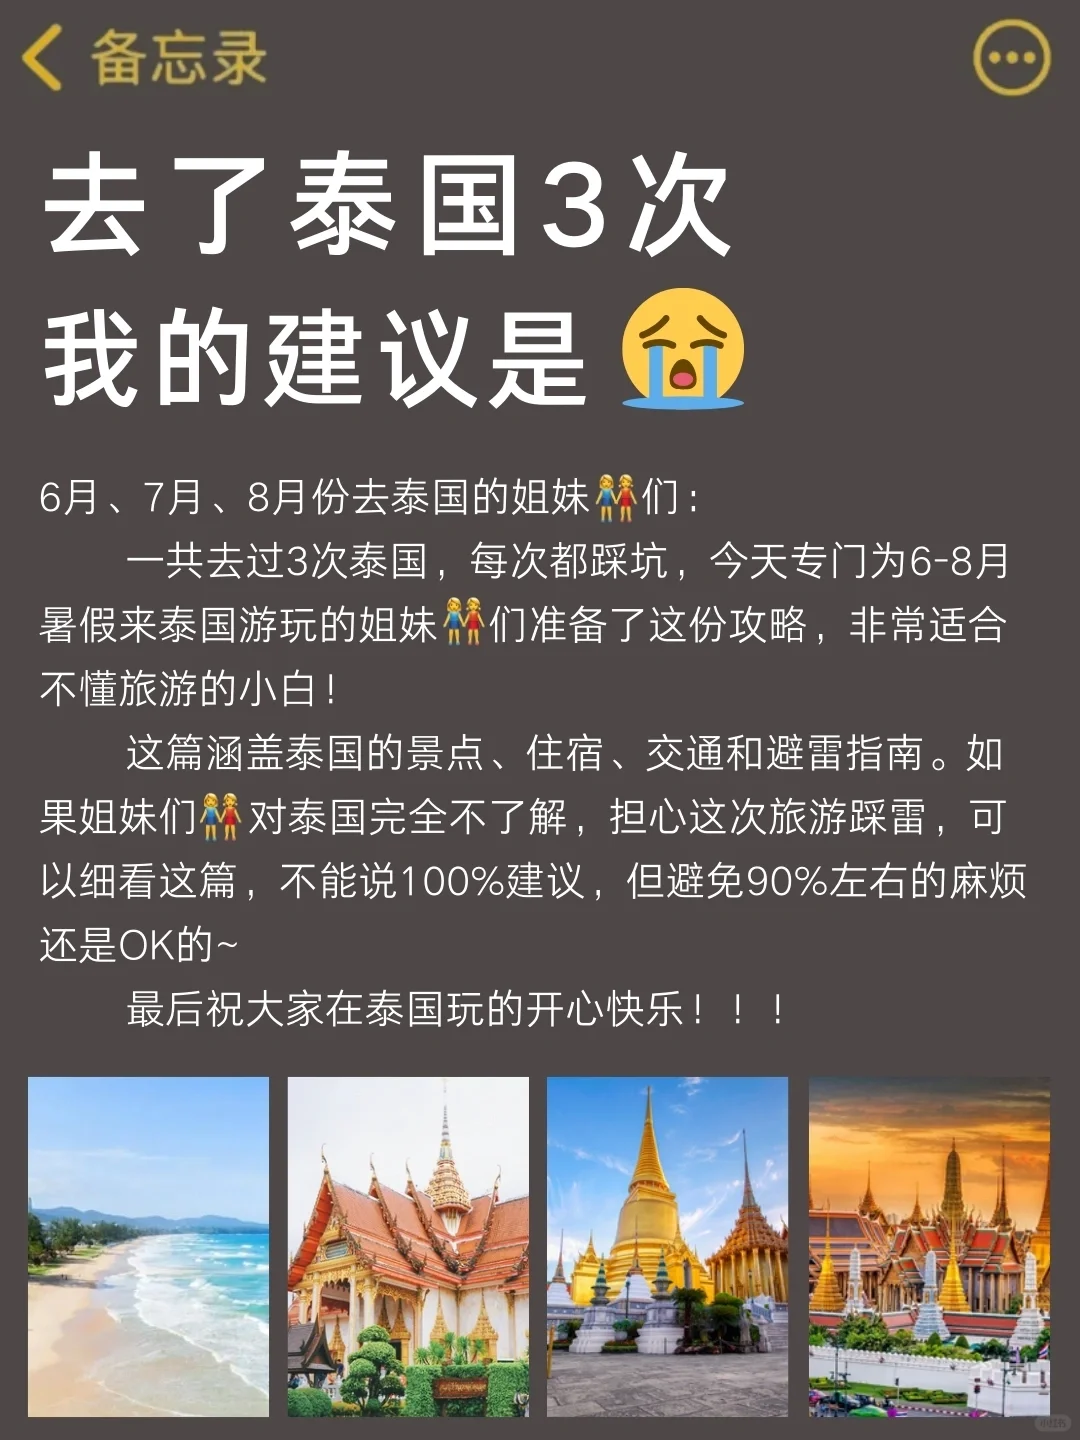 备忘录
去了泰国3次
我的建议是😭
6月、7月、8月份去泰国的姐妹👭们：
一共去过3次泰国，每次都踩坑，今天专门为6-8月
暑假来泰国游玩的姐妹👭们准备了这份攻略，非常适合
不懂旅游的小白！
这篇涵盖泰国的景点、住宿、交通和避雷指南。如
果姐妹们👭对泰国完全不了解，担心这次旅游踩雷，可
以细看这篇，不能说100%建议，但避免90%左右的麻烦
还是OK的~
最后祝大家在泰国玩的开心快乐！！！